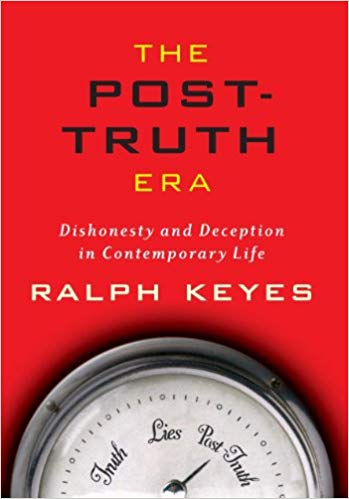 THE
POST-
TRUTH
ERA
Dishonesty and Deception
in Contemporary Life
RALPH KEYES
Truth
Lies
Post-Truth